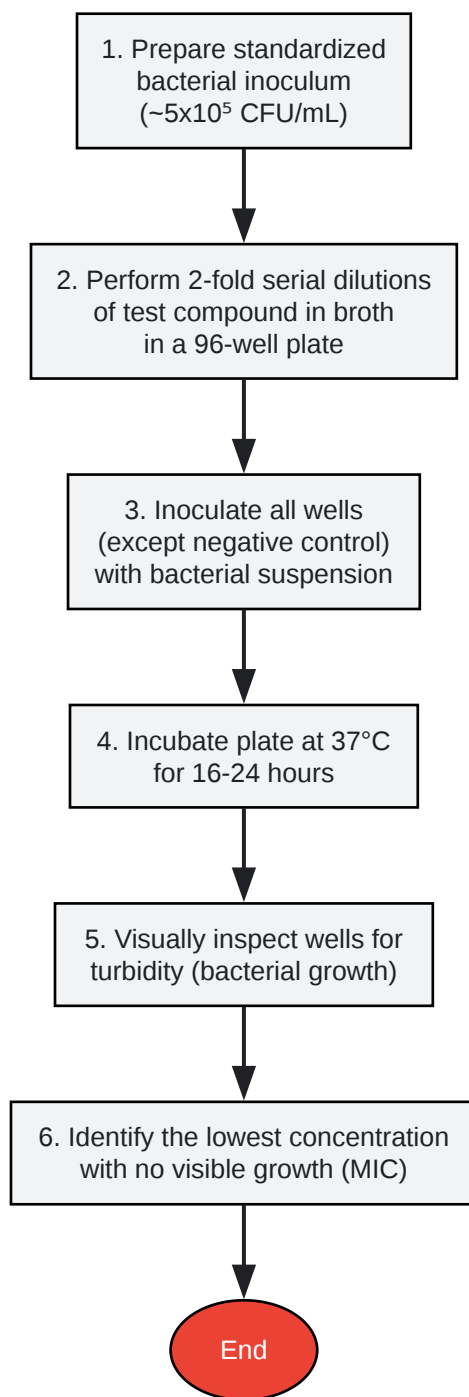 1. Prepare standardized
bacterial inoculum
(~5x10⁵ CFU/mL)
2. Perform 2-fold serial dilutions
of test compound in broth
in a 96-well plate
3. Inoculate all wells
(except negative control)
with bacterial suspension
4. Incubate plate at 37°C
for 16-24 hours
5. Visually inspect wells for
turbidity (bacterial growth)
6. Identify the lowest concentration
with no visible growth (MIC)
End